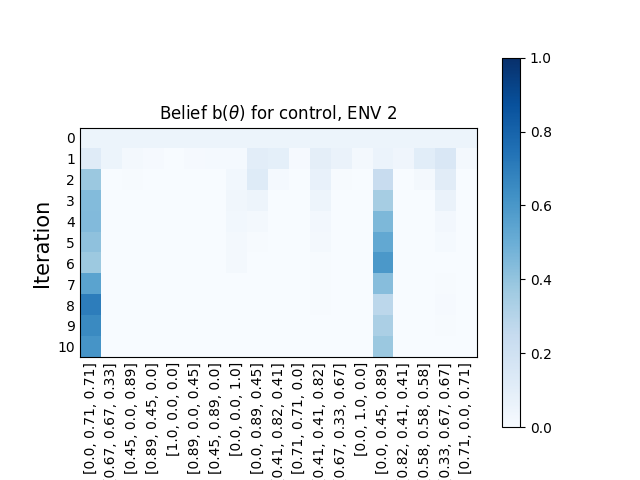 Belief b(θ) for control, ENV 2
Iteration
0
1
2
3
4
5
6
7
8
9
10
[0.0, 0.71, 0.71]
0.67, 0.67, 0.33]
[0.45, 0.0, 0.89]
[0.89, 0.45, 0.0]
[1.0, 0.0, 0.0]
[0.89, 0.0, 0.45]
[0.45, 0.89, 0.0]
[0.0, 0.0, 1.0]
[0.0, 0.89, 0.45]
0.41, 0.82, 0.41]
[0.71, 0.71, 0.0]
0.41, 0.41, 0.82]
0.67, 0.33, 0.67]
[0.0, 1.0, 0.0]
[0.0, 0.45, 0.89]
0.82, 0.41, 0.41]
0.58, 0.58, 0.58]
0.33, 0.67, 0.67]
[0.71, 0.0, 0.71]
1.0
0.8
0.6
0.4
0.2
0.0